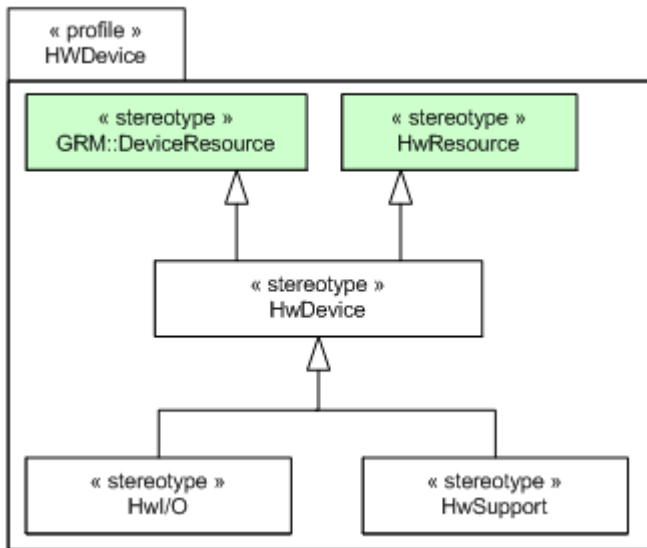 « profile »
HWDevice
« stereotype »
GRM::DeviceResource
« stereotype »
HwResource
« stereotype »
HwDevice
« stereotype »
HwI/O
« stereotype »
HwSupport